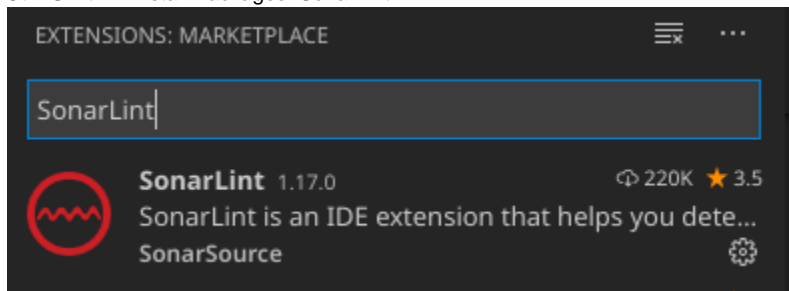 EXTENSIONS: MARKETPLACE
SonarLint
SonarLint 1.17.0 220K 3.5
SonarLint is an IDE extension that helps you dete...
SonarSource